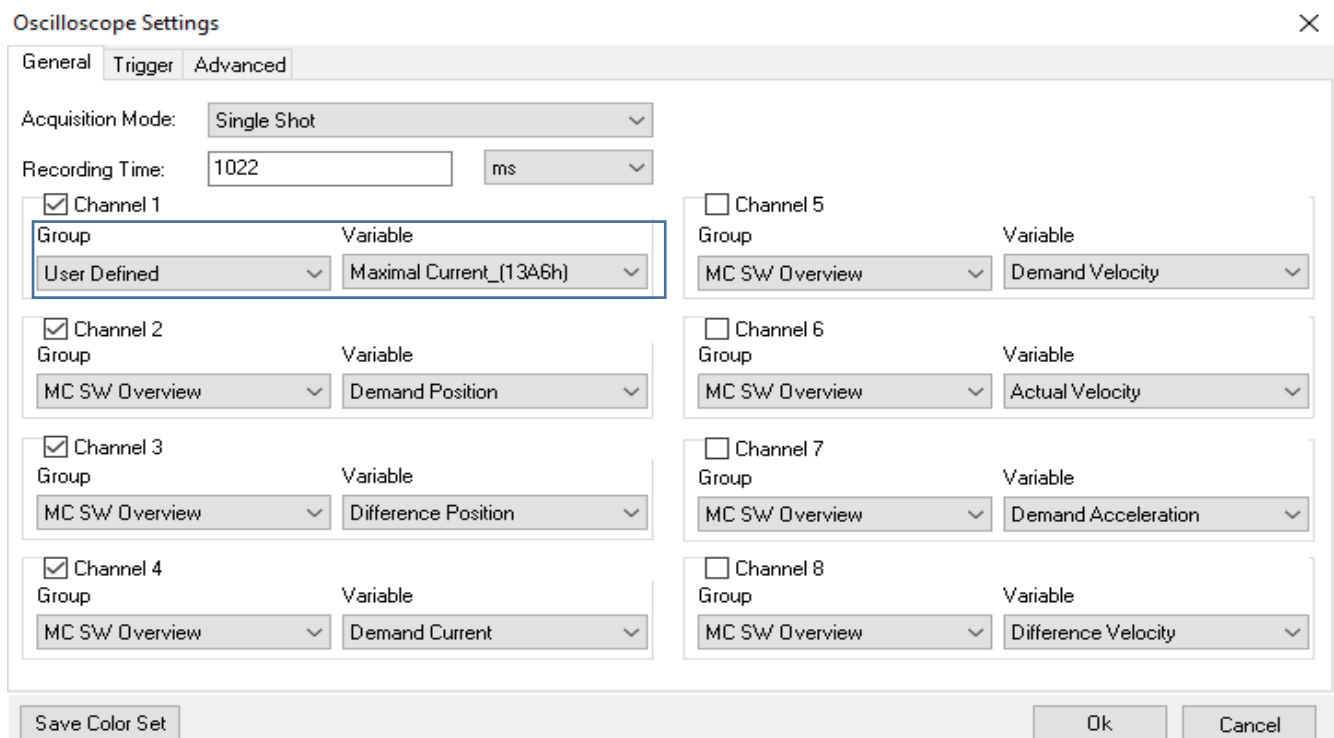 Oscilloscope Settings
General Trigger Advanced
Acquisition Mode: Single Shot
Recording Time: 1022 ms
Channel 1
Group Variable
User Defined Maximal Current_(13A6h)
Channel 2
Group Variable
MC SW Overview Demand Position
Channel 3
Group Variable
MC SW Overview Difference Position
Channel 4
Group Variable
MC SW Overview Demand Current
Channel 5
Group Variable
MC SW Overview Demand Velocity
Channel 6
Group Variable
MC SW Overview Actual Velocity
Channel 7
Group Variable
MC SW Overview Demand Acceleration
Channel 8
Group Variable
MC SW Overview Difference Velocity
Save Color Set Ok Cancel